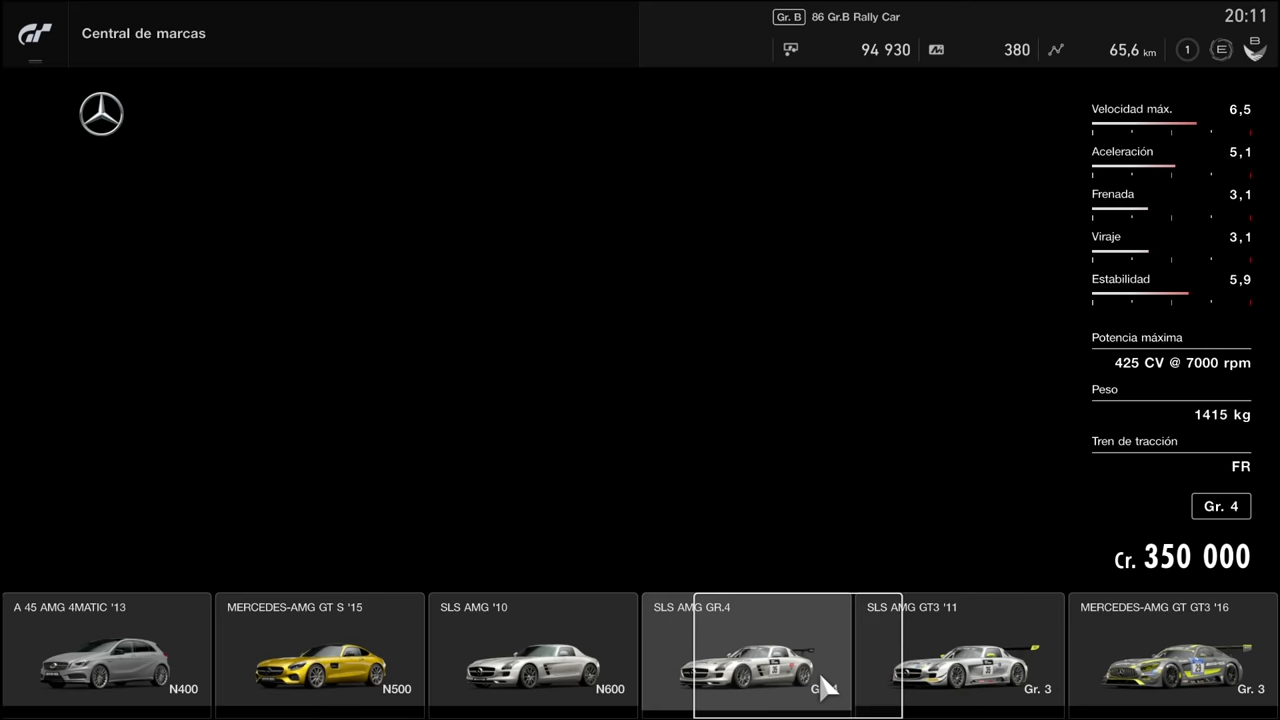 Central de marcas
Gr. B 86 Gr.B Rally Car
20:11
94 930
380
65,6 km
1
E
B
Velocidad máx. 6,5
Aceleración 5,1
Frenada 3,1
Viraje 3,1
Estabilidad 5,9
Potencia máxima
425 CV @ 7000 rpm
Peso
1415 kg
Tren de tracción
FR
Gr. 4
Cr. 350 000
A 45 AMG 4MATIC '13
N400
MERCEDES-AMG GT S '15
N500
SLS AMG '10
N600
SLS AMG GR.4
SLS AMG GT3 '11
Gr. 3
MERCEDES-AMG GT GT3 '16
Gr. 3